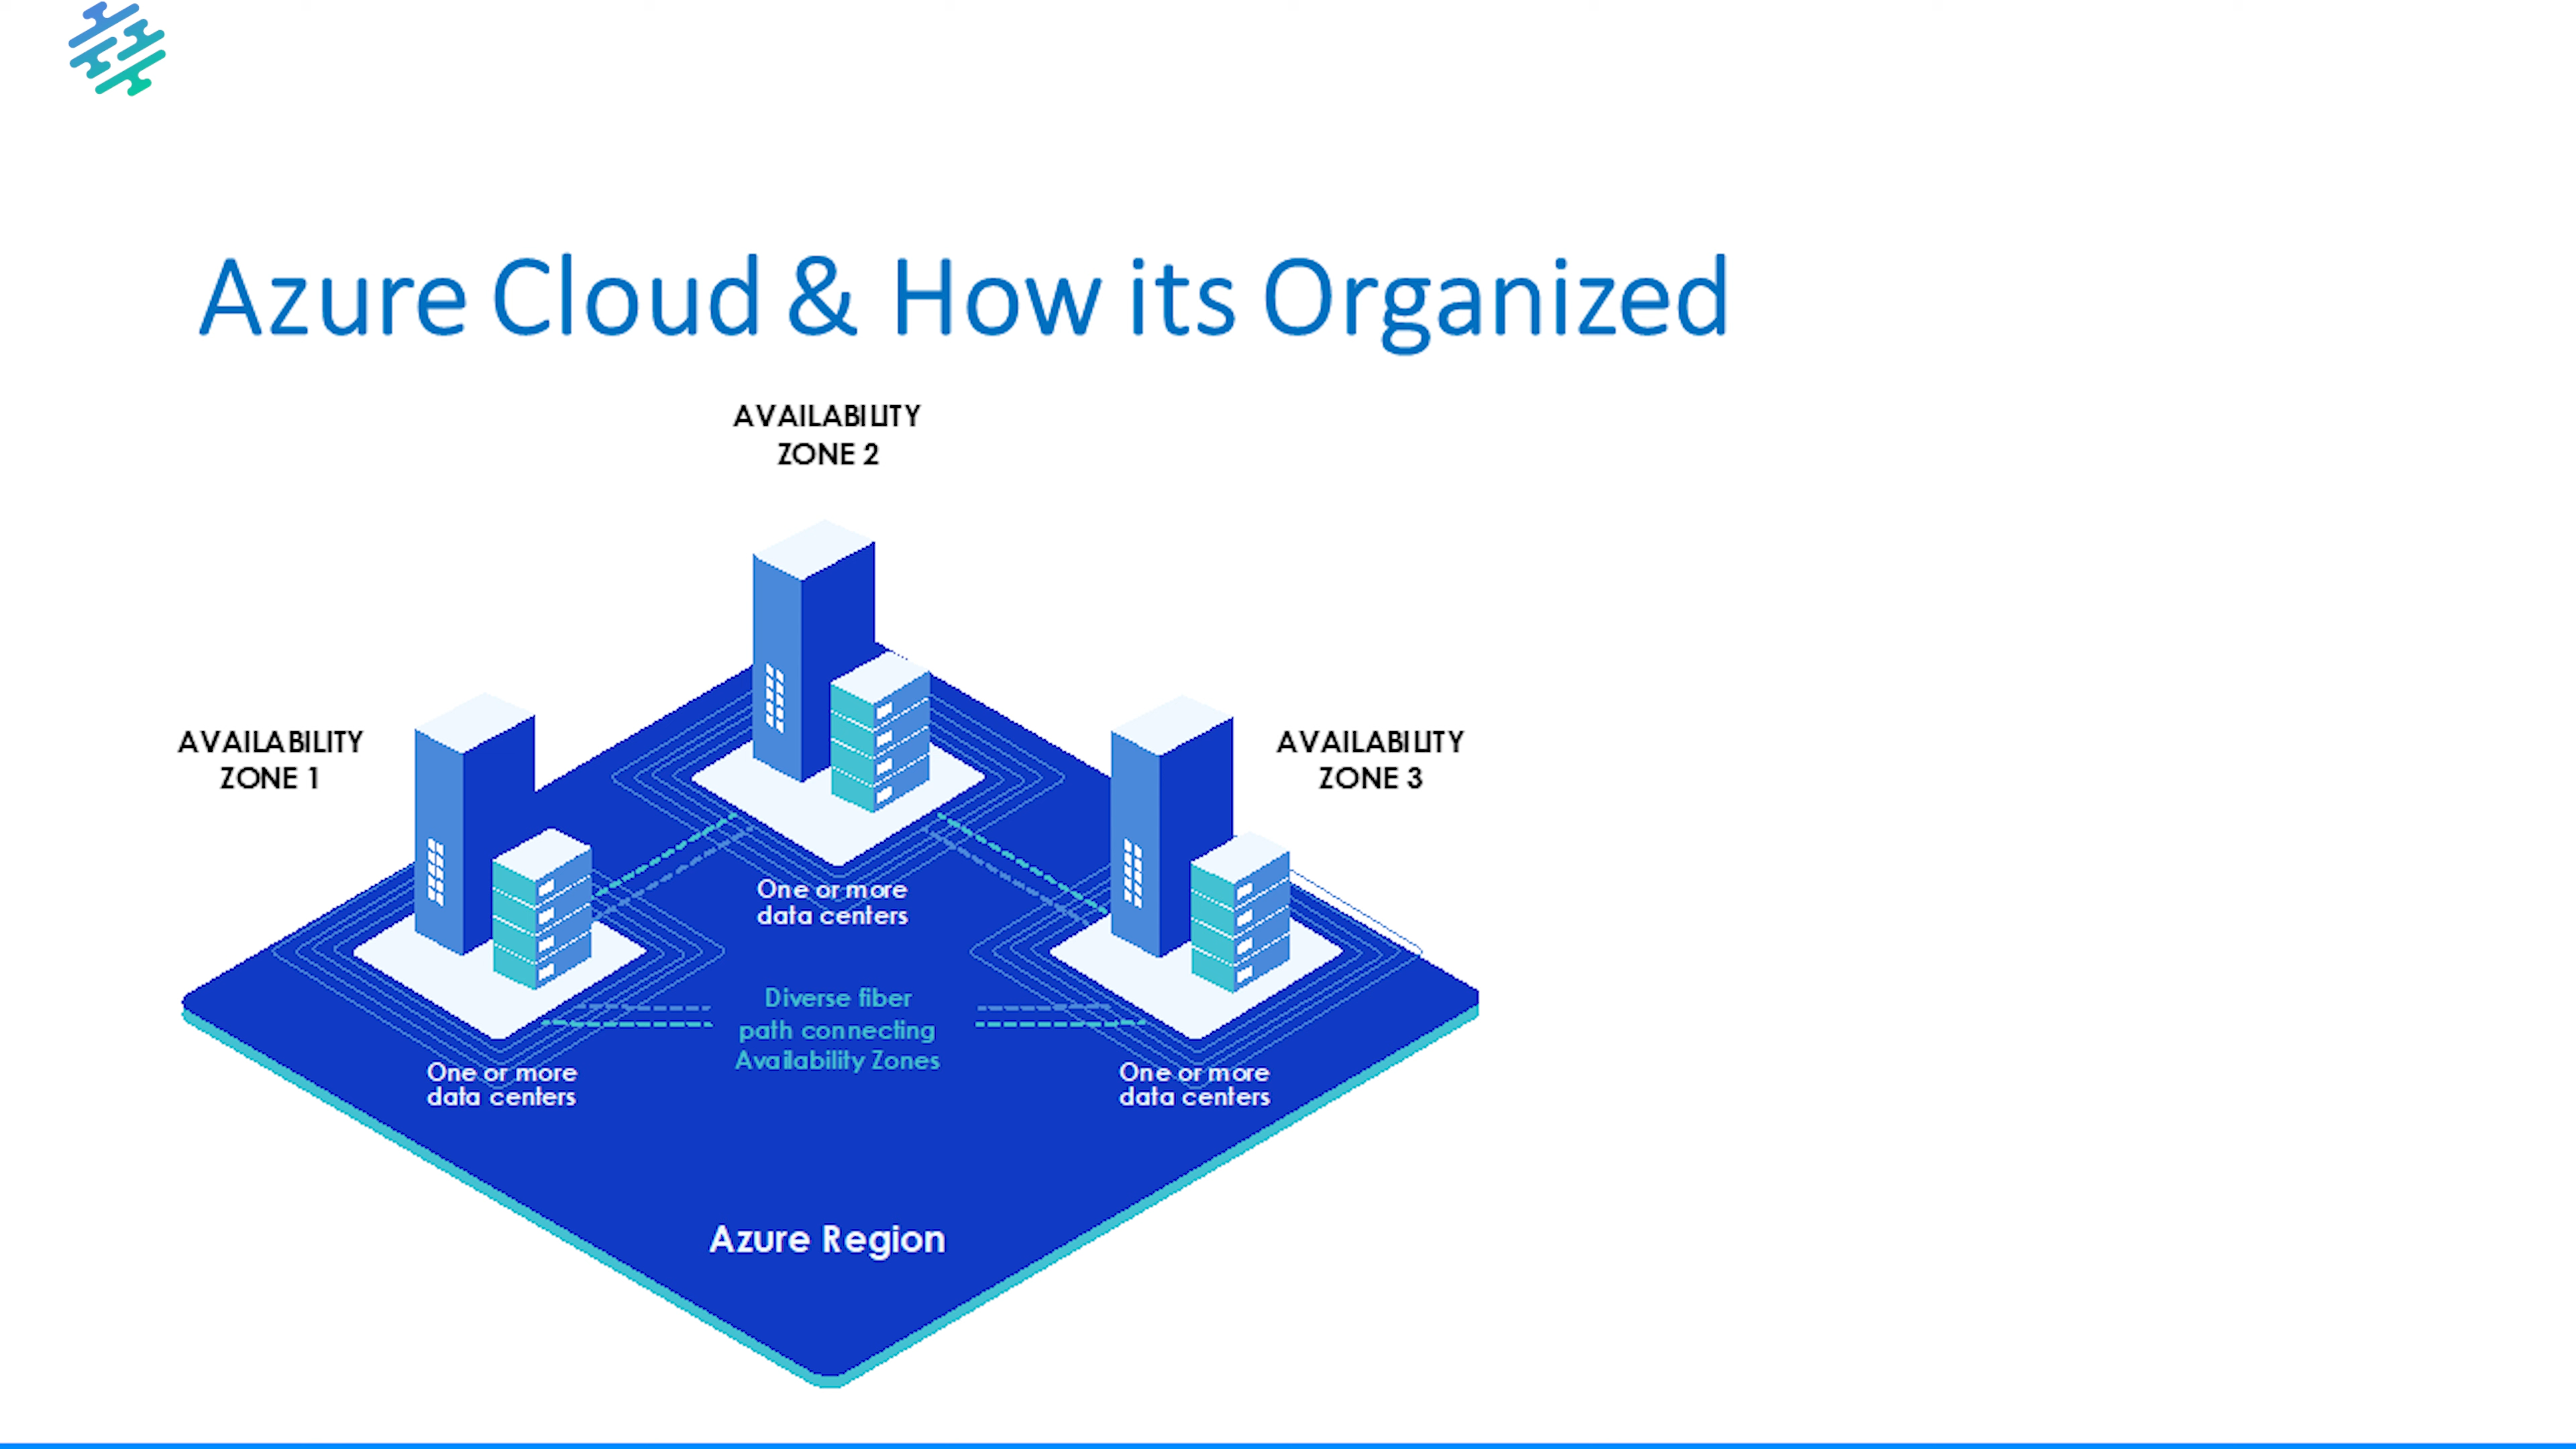 Azure Cloud & How its Organized
AVAILABILITY
ZONE 2
AVAILABILITY
ZONE 1
AVAILABILITY
ZONE 3
One or more
data centers
Diverse fiber
path connecting
Availability Zones
One or more
data centers
One or more
data centers
Azure Region